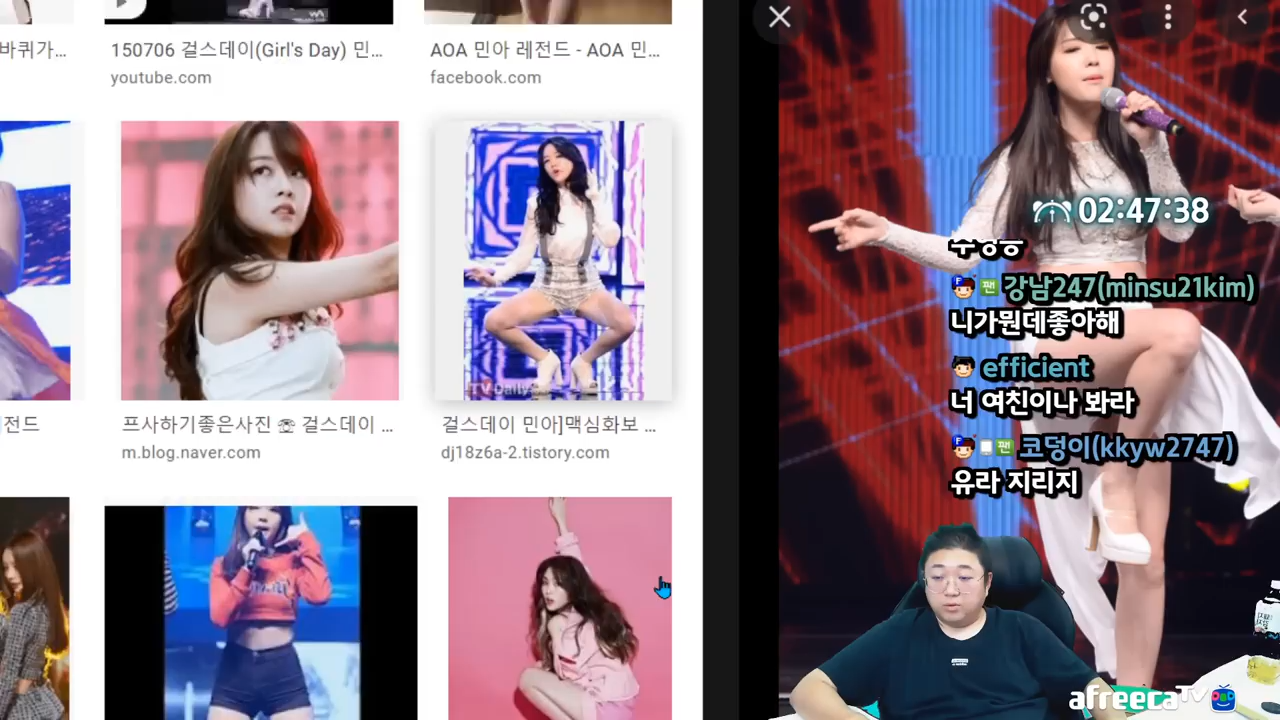 바퀴가...
150706 걸스데이(Girl's Day) 민...
youtube.com
AOA 민아 레전드 - AOA 민...
facebook.com
TV Daily
전드
프사하기좋은사진 ☎ 걸스데이 ...
m.blog.naver.com
걸스데이 민아]맥심화보 ...
dj18z6a-2.tistory.com
02:47:38
팬 강남247(minsu21kim)
니가뭔데좋아해
efficient
너 여친이나 봐라
팬 코덩이(kkyw2747)
유라 지리지
afreecaTV